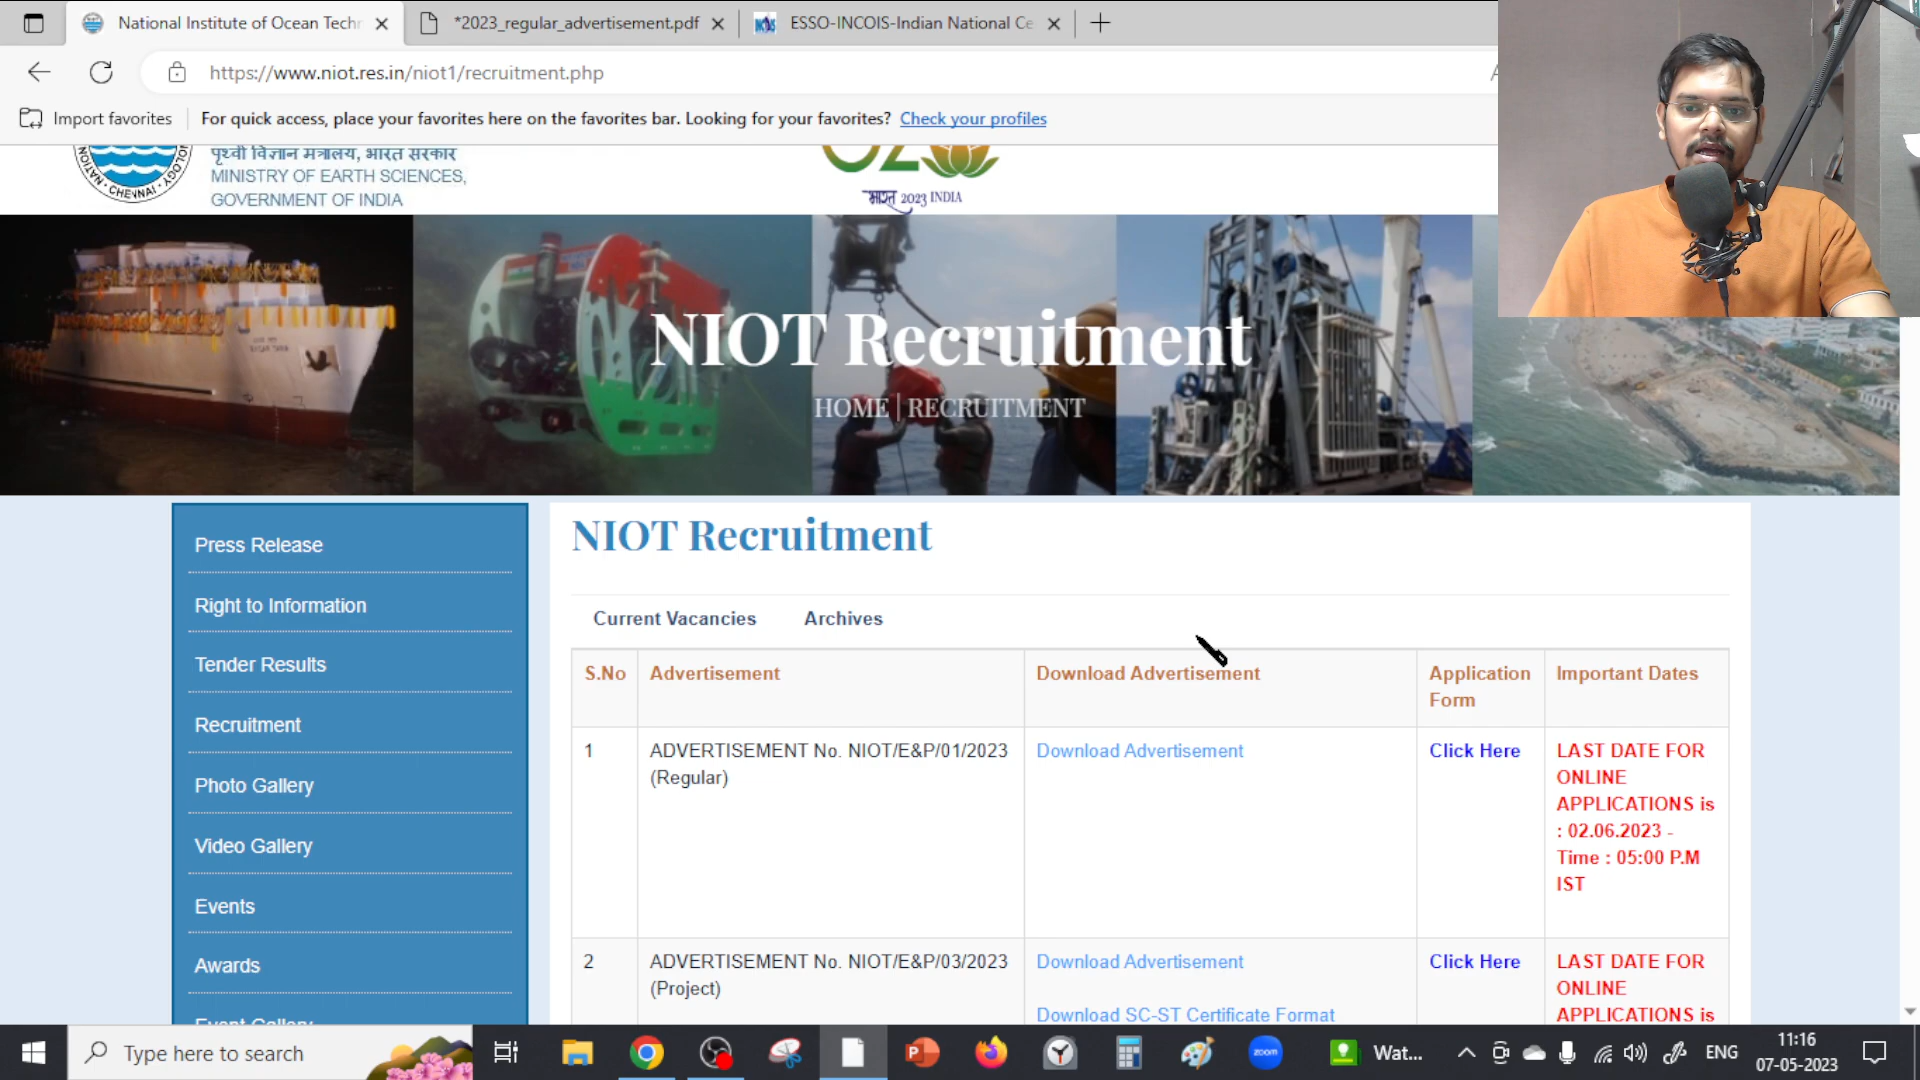 National Institute of Ocean Techn
*2023_regular_advertisement.pdf
ESSO-INCOIS-Indian National Ce
https://www.niot.res.in/niot1/recruitment.php
Import favorites
For quick access, place your favorites here on the favorites bar. Looking for your favorites? Check your profiles
CHENNAI
पृथ्वी विज्ञान मंत्रालय, भारत सरकार
MINISTRY OF EARTH SCIENCES,
GOVERNMENT OF INDIA
भारत 2023 INDIA
NIOT Recruitment
HOME | RECRUITMENT
Press Release
Right to Information
Tender Results
Recruitment
Photo Gallery
Video Gallery
Events
Awards
Event Gallery
NIOT Recruitment
Current Vacancies Archives
S.No Advertisement Download Advertisement Application Form Important Dates
1 ADVERTISEMENT No. NIOT/E&P/01/2023 Download Advertisement Click Here LAST DATE FOR
(Regular) ONLINE
APPLICATIONS is
: 02.06.2023 -
Time : 05:00 P.M
IST
2 ADVERTISEMENT No. NIOT/E&P/03/2023 Download Advertisement Click Here LAST DATE FOR
(Project) ONLINE
Download SC-ST Certificate Format APPLICATIONS is
Type here to search
zoom
Wat...
ENG
11:16
07-05-2023